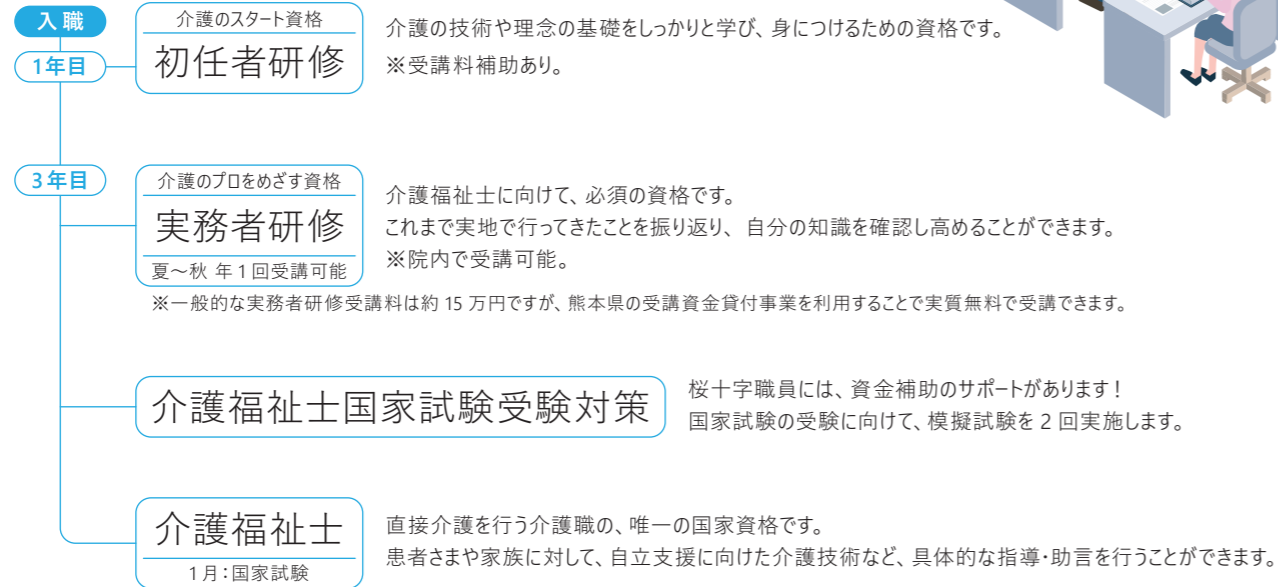 入職
1年目
介護のスタート資格
初任者研修
介護の技術や理念の基礎をしっかりと学び、身につけるための資格です。
※受講料補助あり。
3年目
介護のプロをめざす資格
実務者研修
夏〜秋 年1回受講可能
介護福祉士に向けて、必須の資格です。
これまで実地で行ってきたことを振り返り、自分の知識を確認し高めることができます。
※院内で受講可能。
※一般的な実務者研修受講料は約15万円ですが、熊本県の受講資金貸付事業を利用することで実質無料で受講できます。
介護福祉士国家試験受験対策
桜十字職員には、資金補助のサポートがあります！
国家試験の受験に向けて、模擬試験を2回実施します。
介護福祉士
1月：国家試験
直接介護を行う介護職の、唯一の国家資格です。
患者さまや家族に対して、自立支援に向けた介護技術など、具体的な指導・助言を行うことができます。